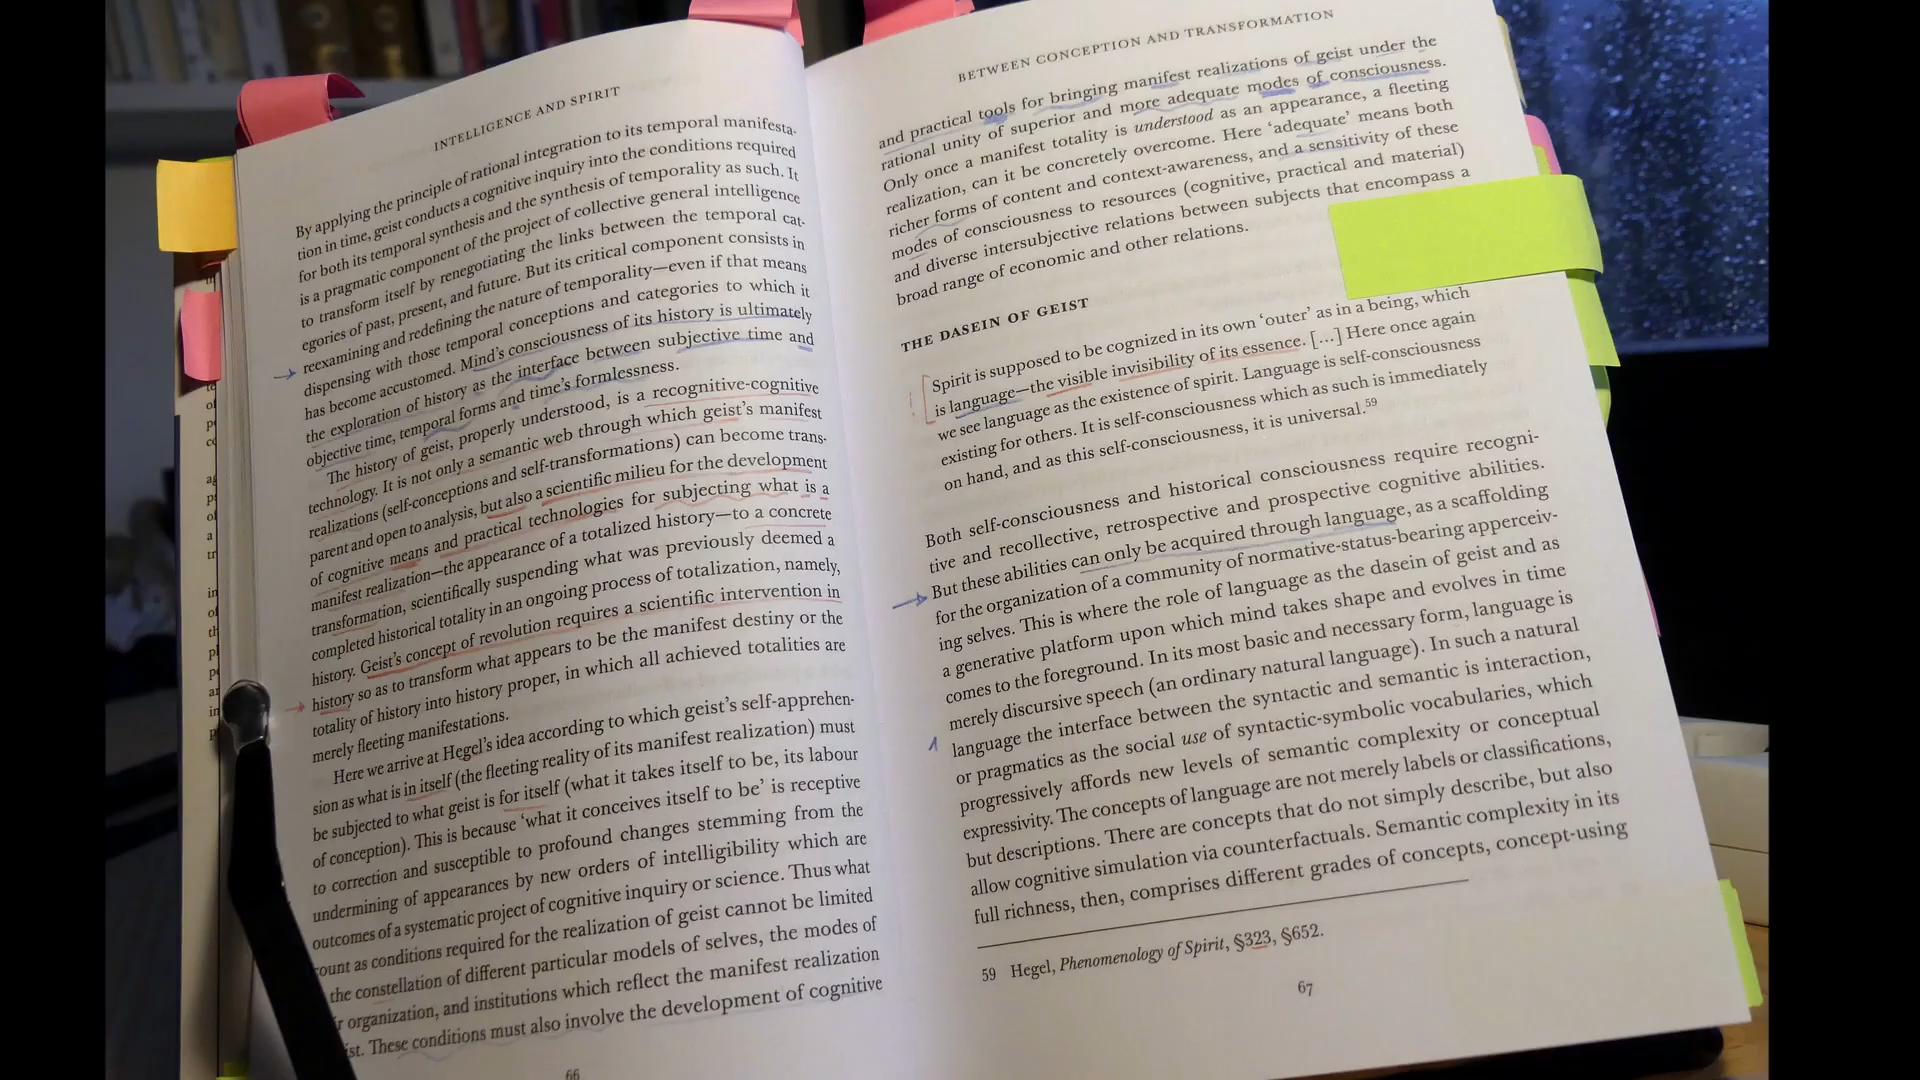 INTELLIGENCE AND SPIRIT
By applying the principle of rational integration to its temporal manifesta-
tion in time, geist conducts a cognitive inquiry into the conditions required
for both its temporal synthesis and the synthesis of temporality as such. It
is a pragmatic component of the project of collective general intelligence
to transform itself by renegotiating the links between the temporal cat-
egories of past, present, and future. But its critical component consists in
reexamining and redefining the nature of temporality—even if that means
dispensing with those temporal conceptions and categories to which it
has become accustomed. Mind's consciousness of its history is ultimately
the exploration of history as the interface between subjective time and
objective time, temporal forms and time's formlessness.
The history of geist, properly understood, is a recognitive-cognitive
technology. It is not only a semantic web through which geist's manifest
realizations (self-conceptions and self-transformations) can become trans-
parent and open to analysis, but also a scientific milieu for the development
of cognitive means and practical technologies for subjecting what is a
manifest realization—the appearance of a totalized history—to a concrete
transformation, scientifically suspending what was previously deemed a
completed historical totality in an ongoing process of totalization, namely,
history. Geist's concept of revolution requires a scientific intervention in
history so as to transform what appears to be the manifest destiny or the
totality of history into history proper, in which all achieved totalities are
merely fleeting manifestations.
Here we arrive at Hegel's idea according to which geist's self-apprehen-
sion as what is in itself (the fleeting reality of its manifest realization) must
be subjected to what geist is for itself (what it takes itself to be, its labour
of conception). This is because 'what it conceives itself to be' is receptive
to correction and susceptible to profound changes stemming from the
undermining of appearances by new orders of intelligibility which are
outcomes of a systematic project of cognitive inquiry or science. Thus what
count as conditions required for the realization of geist cannot be limited
the constellation of different particular models of selves, the modes of
r organization, and institutions which reflect the manifest realization
ist. These conditions must also involve the development of cognitive
66
BETWEEN CONCEPTION AND TRANSFORMATION
and practical tools for bringing manifest realizations of geist under the
rational unity of superior and more adequate modes of consciousness.
Only once a manifest totality is understood as an appearance, a fleeting
realization, can it be concretely overcome. Here 'adequate' means both
richer forms of content and context-awareness, and a sensitivity of these
modes of consciousness to resources (cognitive, practical and material)
and diverse intersubjective relations between subjects that encompass a
broad range of economic and other relations.
THE DASEIN OF GEIST
Spirit is supposed to be cognized in its own 'outer' as in a being, which
is language—the visible invisibility of its essence. [...] Here once again
we see language as the existence of spirit. Language is self-consciousness
existing for others. It is self-consciousness which as such is immediately
on hand, and as this self-consciousness, it is universal.59
Both self-consciousness and historical consciousness require recogni-
tive and recollective, retrospective and prospective cognitive abilities.
But these abilities can only be acquired through language, as a scaffolding
for the organization of a community of normative-status-bearing apperceiv-
ing selves. This is where the role of language as the dasein of geist and as
a generative platform upon which mind takes shape and evolves in time
comes to the foreground. In its most basic and necessary form, language is
merely discursive speech (an ordinary natural language). In such a natural
language the interface between the syntactic and semantic is interaction,
or pragmatics as the social use of syntactic-symbolic vocabularies, which
progressively affords new levels of semantic complexity or conceptual
expressivity. The concepts of language are not merely labels or classifications,
but descriptions. There are concepts that do not simply describe, but also
allow cognitive simulation via counterfactuals. Semantic complexity in its
full richness, then, comprises different grades of concepts, concept-using
59 Hegel, Phenomenology of Spirit, §323, §652.
67